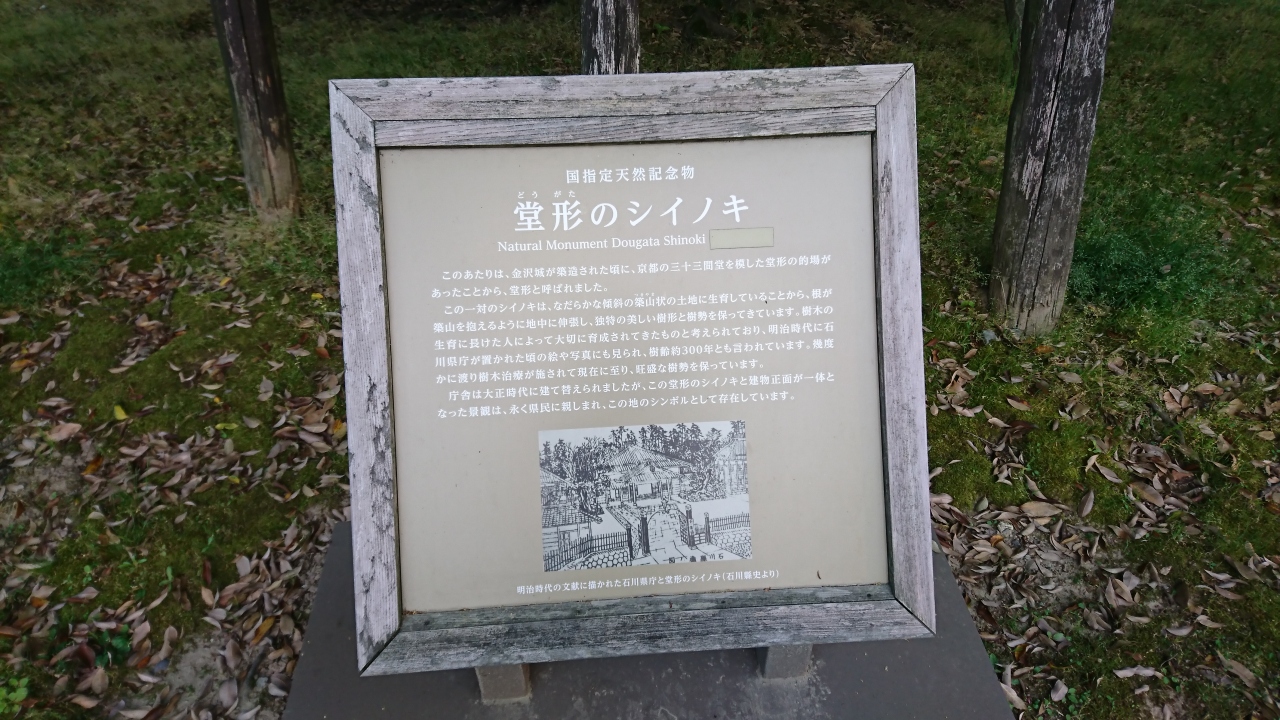 国指定天然記念物
どう がた
堂形のシイノキ
Natural Monument Dougata Shinoki
このあたりは、金沢城が築造された頃に、京都の三十三間堂を模した堂形の的場が
あったことから、堂形と呼ばれました。
この一対のシイノキは、なだらかな傾斜の築山状の土地に生育していることから、根が
築山を抱えるように地中に伸張し、独特の美しい樹形と樹勢を保ってきています。樹木の
生育に長けた人によって大切に育成されてきたものと考えられており、明治時代に石
川県庁が置かれた頃の絵や写真にも見られ、樹齢約300年とも言われています。幾度
かに渡り樹木治療が施されて現在に至り、旺盛な樹勢を保っています。
庁舎は大正時代に建て替えられましたが、この堂形のシイノキと建物正面が一体と
なった景観は、永く県民に親しまれ、この地のシンボルとして存在しています。
明治時代の文献に描かれた石川県庁と堂形のシイノキ(石川縣史より)